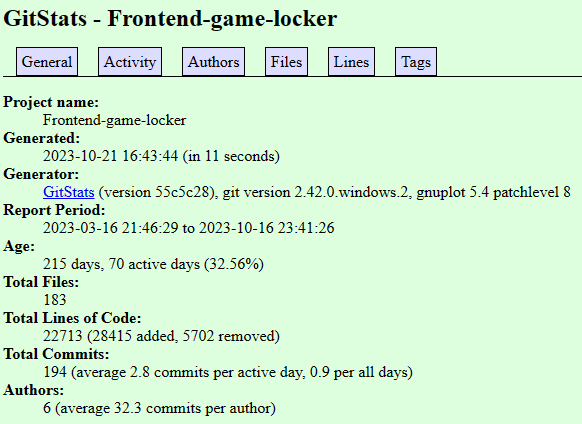 GitStats - Frontend-game-locker
General Activity Authors Files Lines Tags
Project name:
Frontend-game-locker
Generated:
2023-10-21 16:43:44 (in 11 seconds)
Generator:
GitStats (version 55c5c28), git version 2.42.0.windows.2, gnuplot 5.4 patchlevel 8
Report Period:
2023-03-16 21:46:29 to 2023-10-16 23:41:26
Age:
215 days, 70 active days (32.56%)
Total Files:
183
Total Lines of Code:
22713 (28415 added, 5702 removed)
Total Commits:
194 (average 2.8 commits per active day, 0.9 per all days)
Authors:
6 (average 32.3 commits per author)